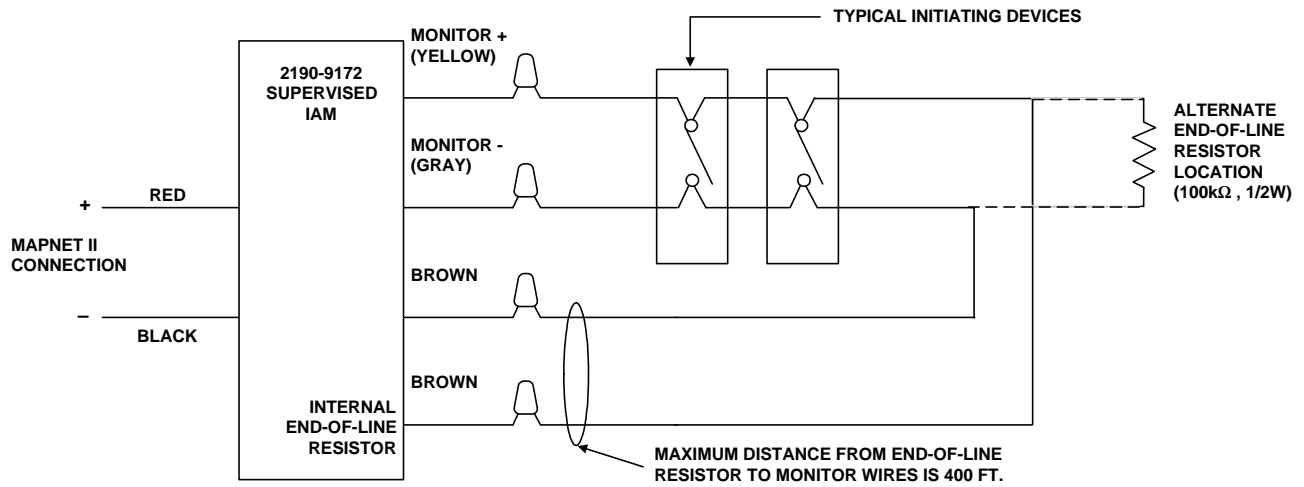 TYPICAL INITIATING DEVICES
MONITOR +
(YELLOW)
2190-9172
SUPERVISED
IAM
MONITOR -
(GRAY)
ALTERNATE
END-OF-LINE
RESISTOR
LOCATION
(100kΩ , 1/2W)
+
RED
MAPNET II
CONNECTION
BROWN
–
BLACK
BROWN
INTERNAL
END-OF-LINE
RESISTOR
MAXIMUM DISTANCE FROM END-OF-LINE
RESISTOR TO MONITOR WIRES IS 400 FT.